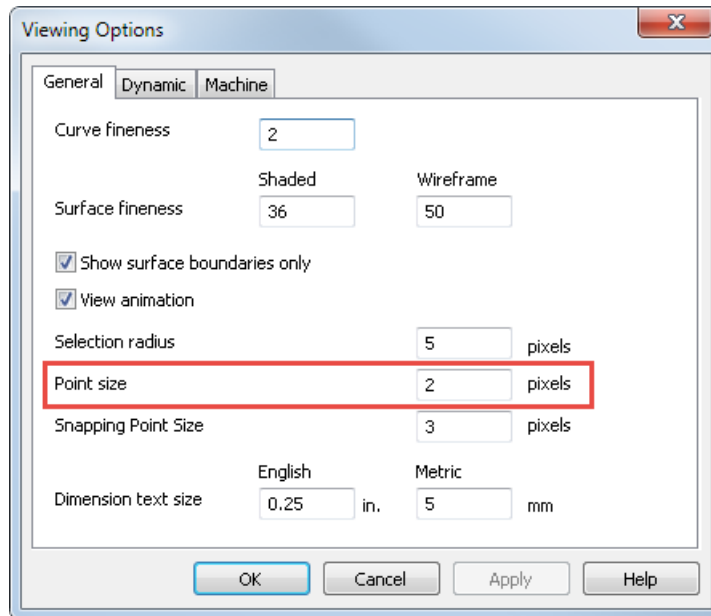 Viewing Options
General Dynamic Machine
Curve fineness 2
Shaded Wireframe
Surface fineness 36 50
Show surface boundaries only
View animation
Selection radius 5 pixels
Point size 2 pixels
Snapping Point Size 3 pixels
English Metric
Dimension text size 0.25 in. 5 mm
OK Cancel Apply Help